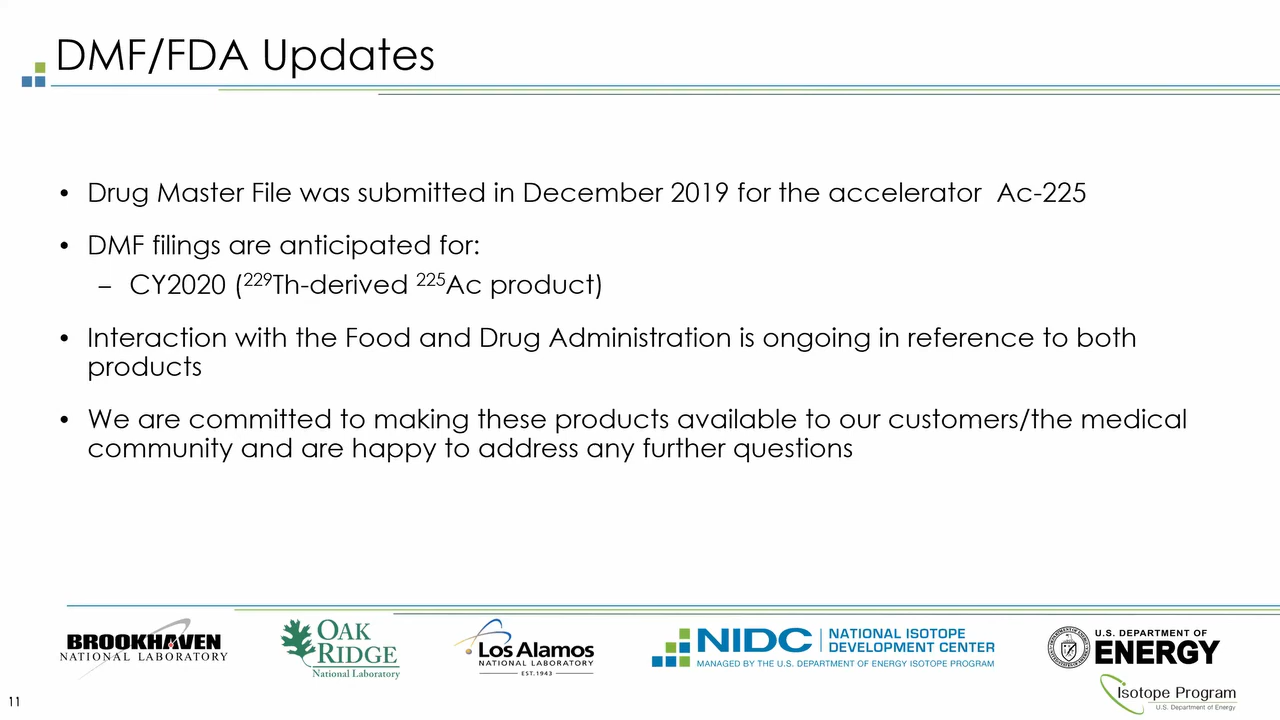 DMF/FDA Updates
• Drug Master File was submitted in December 2019 for the accelerator  Ac-225
• DMF filings are anticipated for:
– CY2020 (²²⁹Th-derived ²²⁵Ac product)
• Interaction with the Food and Drug Administration is ongoing in reference to both
products
• We are committed to making these products available to our customers/the medical
community and are happy to address any further questions
BROOKHAVEN
NATIONAL LABORATORY
OAK
RIDGE
National Laboratory
Los Alamos
NATIONAL LABORATORY
EST. 1943
NIDC
NATIONAL ISOTOPE
DEVELOPMENT CENTER
MANAGED BY THE U.S. DEPARTMENT OF ENERGY ISOTOPE PROGRAM
U.S. DEPARTMENT OF
ENERGY
Isotope Program
U.S. Department of Energy
11